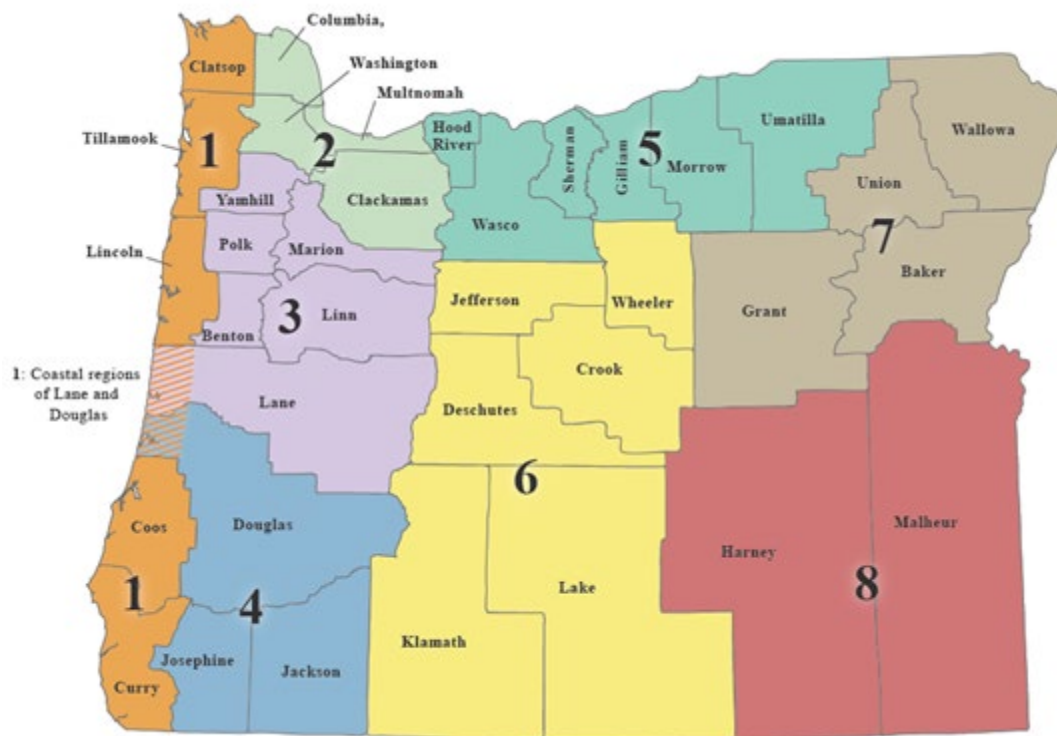 Columbia,
Clatsop
Washington
Multnomah
Tillamook
1
2
Hood
River
Sherman
Gilliam
5
Morrow
Umatilla
Wallowa
Union
Yamhill
Clackamas
Wasco
7
Polk
Marion
Lincoln
Baker
Jefferson
Wheeler
Grant
Benton
3
Linn
1: Coastal regions
of Lane and
Douglas
Lane
Crook
Deschutes
6
Coos
Douglas
Malheur
Harney
1
4
8
Lake
Klamath
Josephine
Jackson
Curry